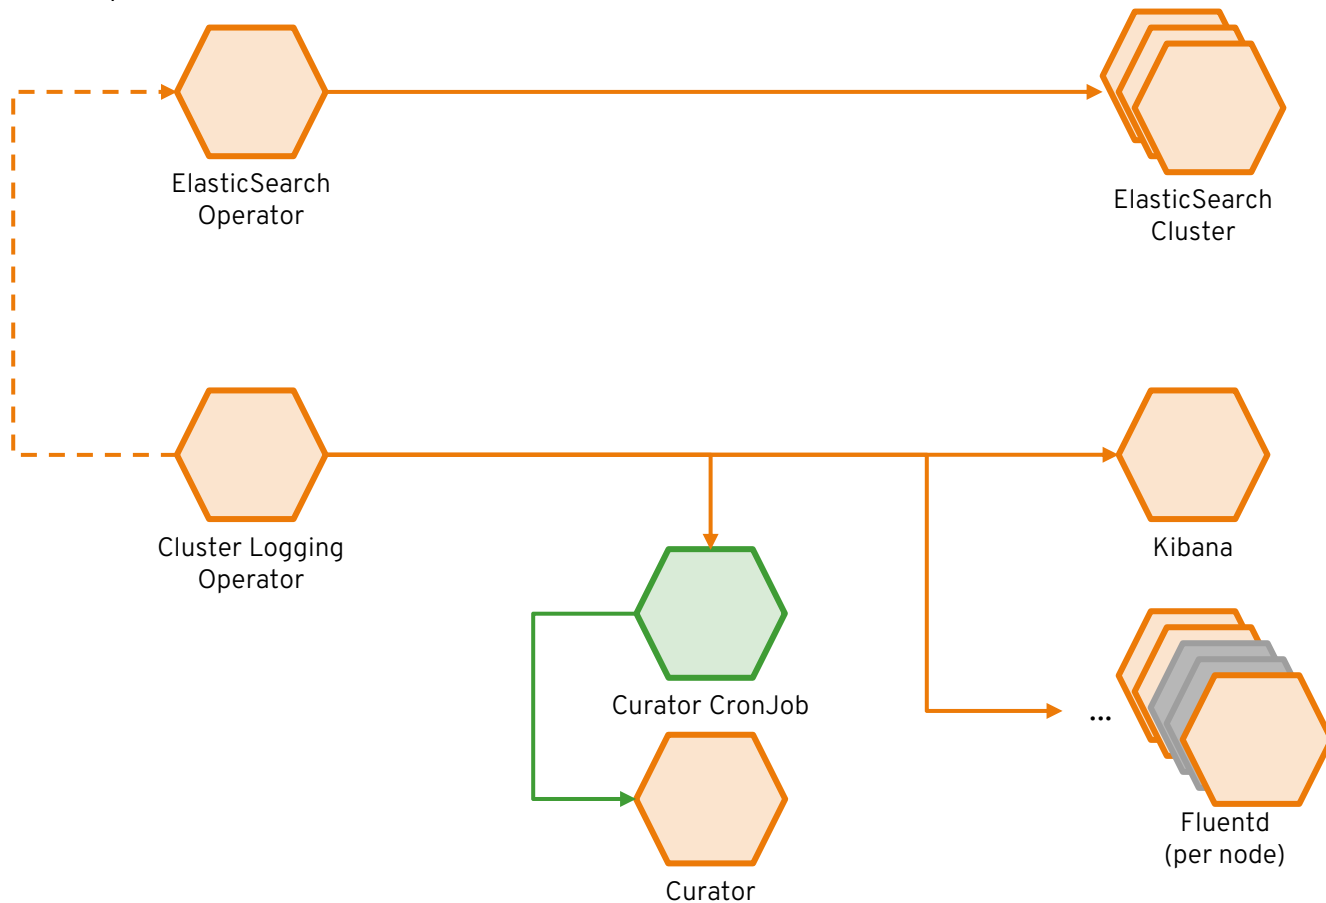 ElasticSearch
Operator
ElasticSearch
Cluster
Cluster Logging
Operator
Kibana
Curator CronJob
...
Fluentd
(per node)
Curator